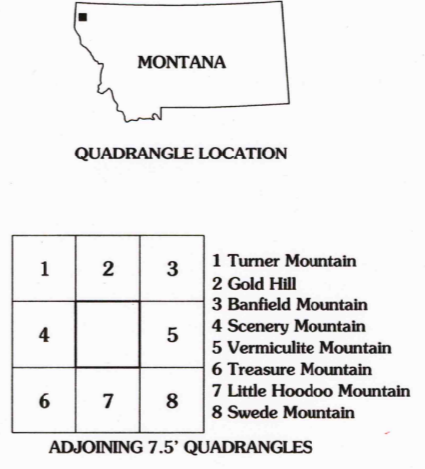 MONTANA
QUADRANGLE LOCATION
1 2 3
4 5
6 7 8
1 Turner Mountain
2 Gold Hill
3 Banfield Mountain
4 Scenery Mountain
5 Vermiculite Mountain
6 Treasure Mountain
7 Little Hoodoo Mountain
8 Swede Mountain
ADJOINING 7.5' QUADRANGLES